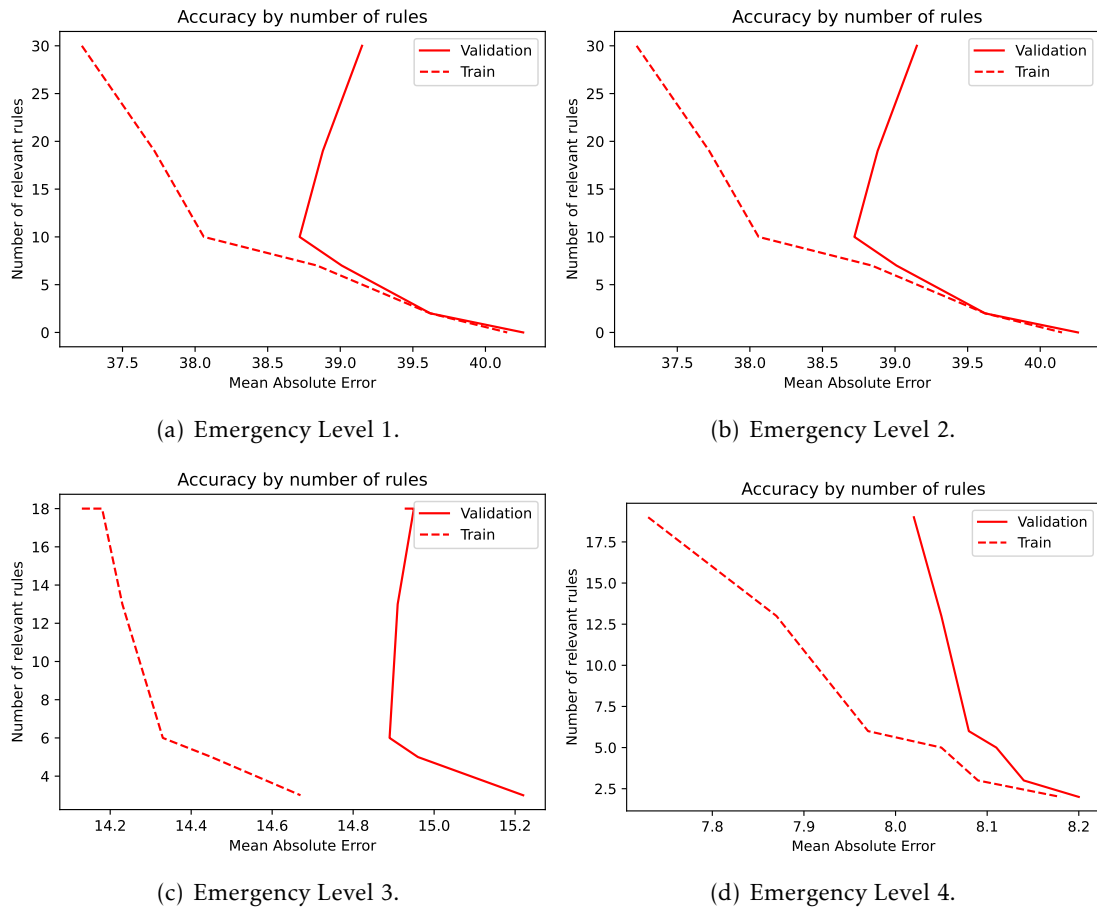 Accuracy by number of rules
Number of relevant rules
30
25
20
15
10
5
0
Validation
Train
37.5 38.0 38.5 39.0 39.5 40.0
Mean Absolute Error
(a) Emergency Level 1.
Accuracy by number of rules
Number of relevant rules
30
25
20
15
10
5
0
Validation
Train
37.5 38.0 38.5 39.0 39.5 40.0
Mean Absolute Error
(b) Emergency Level 2.
Accuracy by number of rules
Number of relevant rules
18
16
14
12
10
8
6
4
Validation
Train
14.2 14.4 14.6 14.8 15.0 15.2
Mean Absolute Error
(c) Emergency Level 3.
Accuracy by number of rules
Number of relevant rules
17.5
15.0
12.5
10.0
7.5
5.0
2.5
Validation
Train
7.8 7.9 8.0 8.1 8.2
Mean Absolute Error
(d) Emergency Level 4.